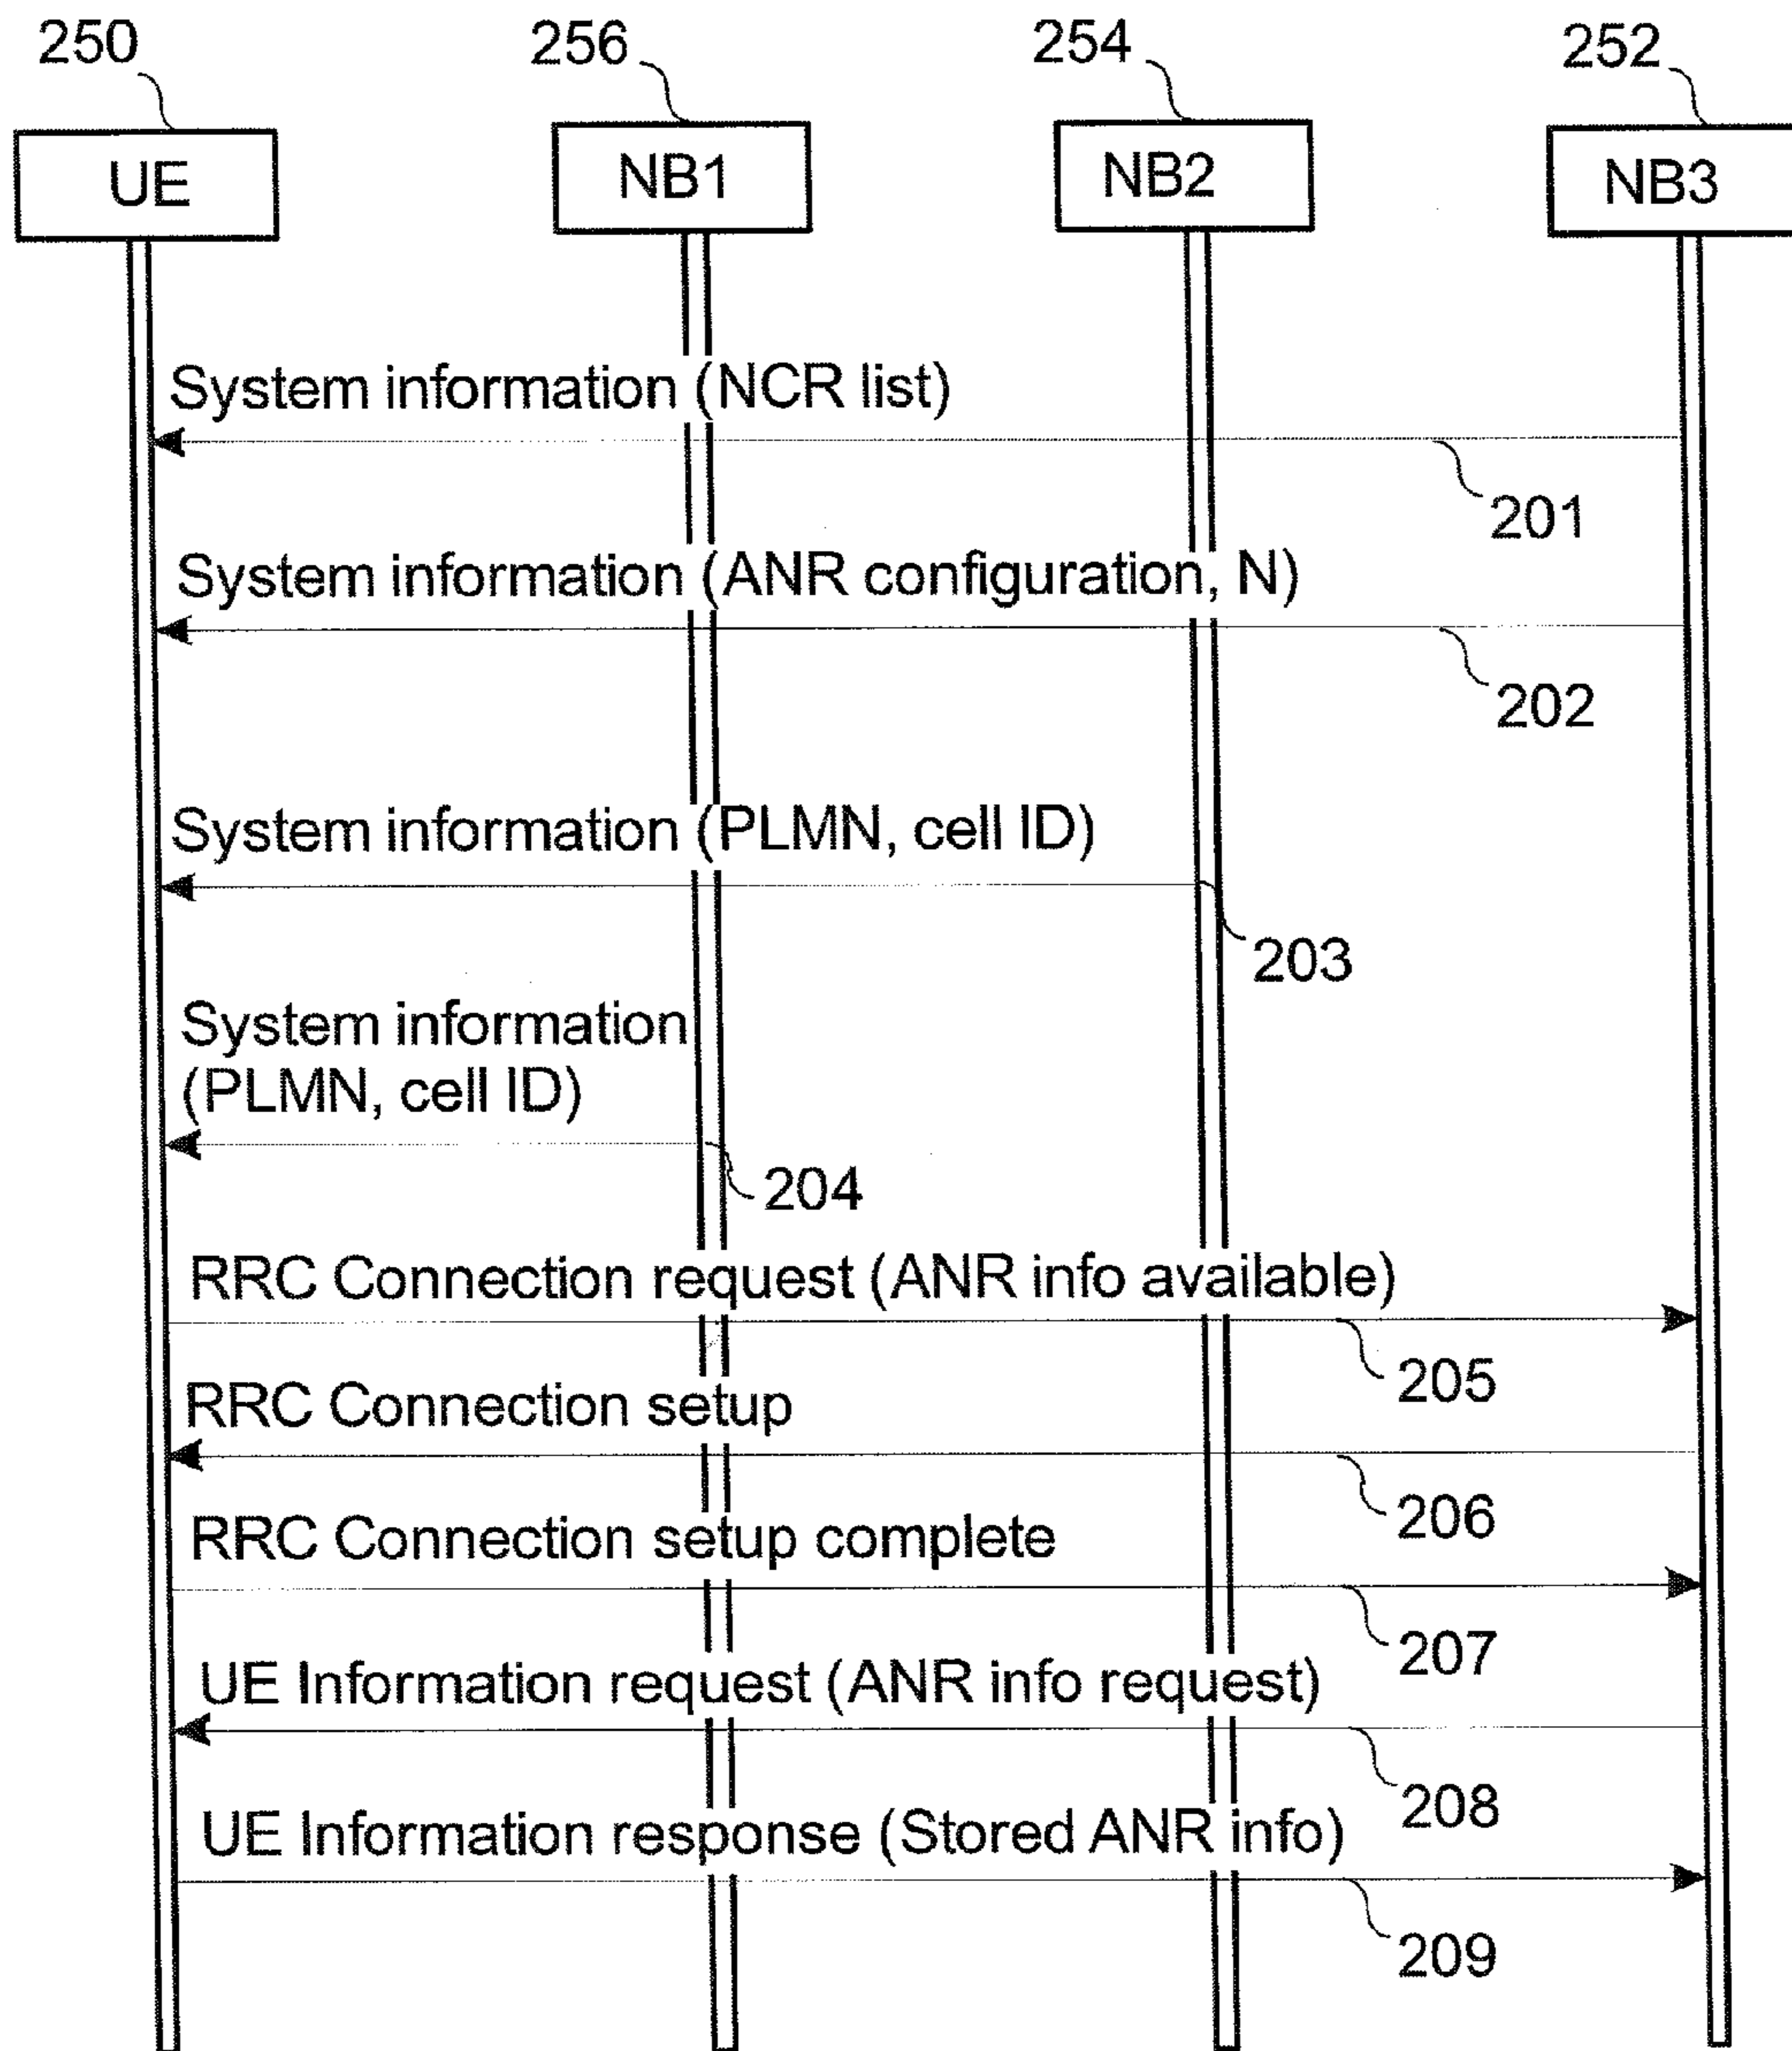 250
256
254
252
UE
NB1
NB2
NB3
System information (NCR list)
201
System information (ANR configuration, N)
202
System information (PLMN, cell ID)
203
System information
(PLMN, cell ID)
204
RRC Connection request (ANR info available)
205
RRC Connection setup
206
RRC Connection setup complete
207
UE Information request (ANR info request)
208
UE Information response (Stored ANR info)
209